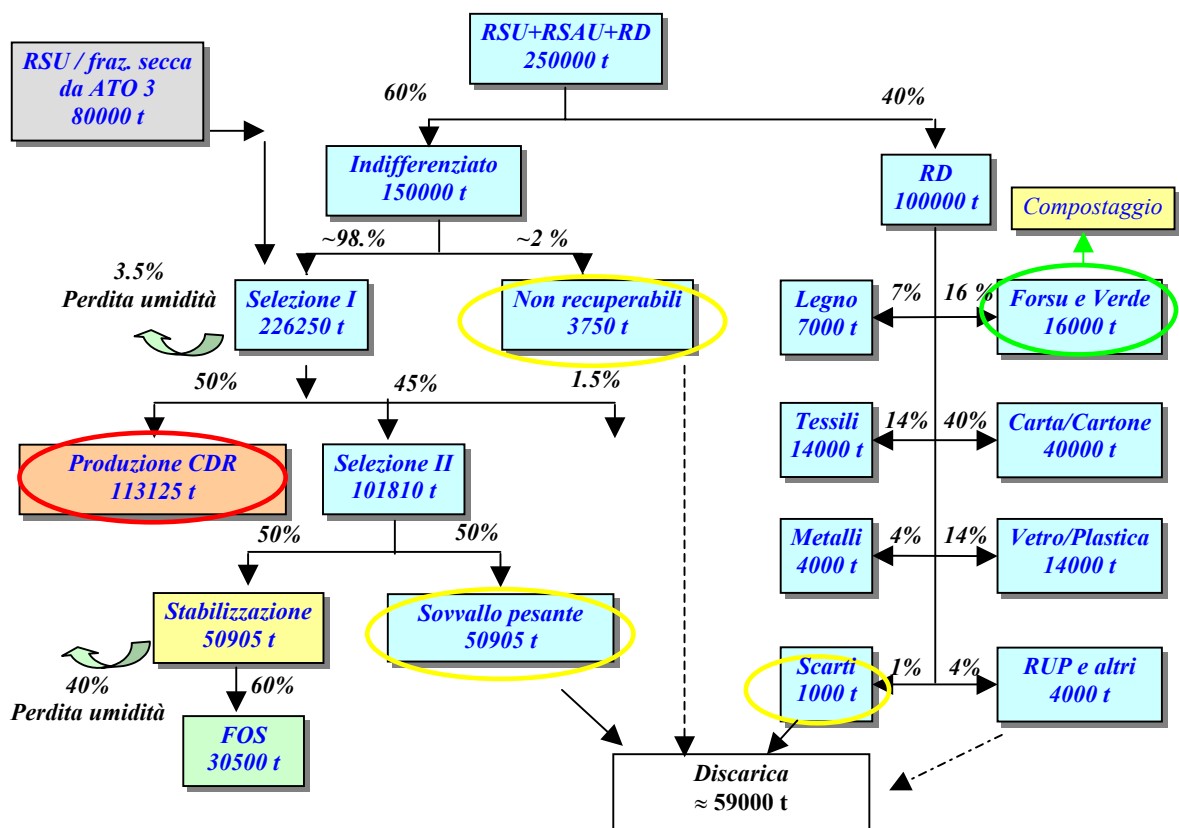 RSU+RSAU+RD
250000 t
RSU / fraz. secca
da ATO 3
80000 t
60%
40%
Indifferenziato
150000 t
RD
100000 t
Compostaggio
~98.%
~2 %
3.5%
Perdita umidità
Selezione I
226250 t
Non recuperabili
3750 t
Legno
7000 t
7%
16 %
Forsu e Verde
16000 t
50%
45%
1.5%
Produzione CDR
113125 t
Selezione II
101810 t
Tessili
14000 t
14%
40%
Carta/Cartone
40000 t
50%
50%
Metalli
4000 t
4%
14%
Vetro/Plastica
14000 t
Stabilizzazione
50905 t
Sovvallo pesante
50905 t
40%
Perdita umidità
60%
Scarti
1000 t
1%
4%
RUP e altri
4000 t
FOS
30500 t
Discarica
≈ 59000 t